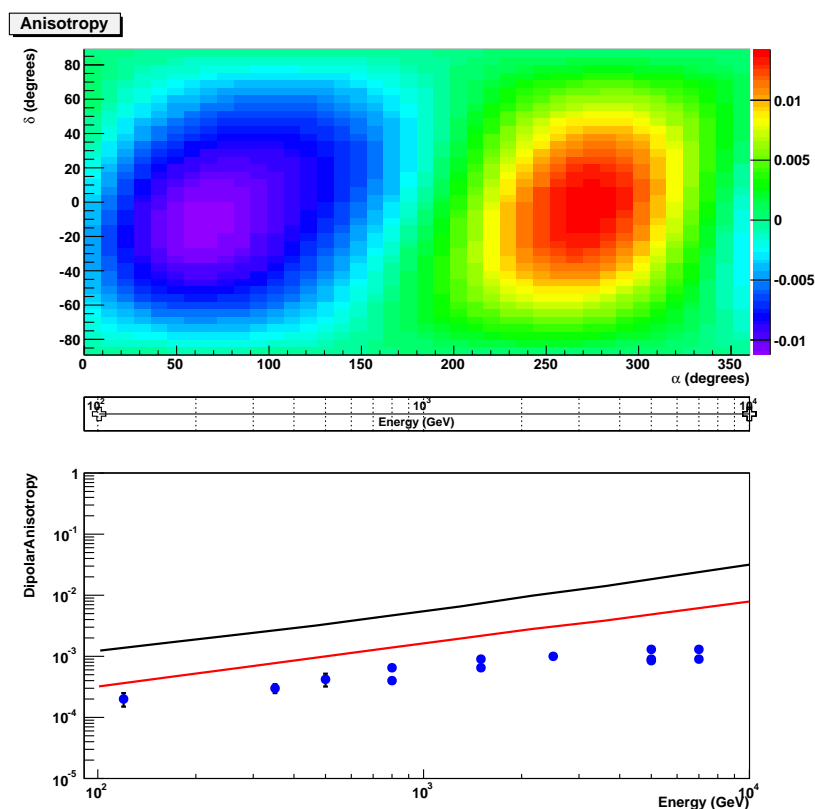 Anisotropy
δ (degrees)
80
60
40
20
0
-20
-40
-60
-80
0 50 100 150 200 250 300 350
α (degrees)
0.01
0.005
0
-0.005
-0.01
10² 10³ 10⁴
Energy (GeV)
DipolarAnisotropy
1
10⁻¹
10⁻²
10⁻³
10⁻⁴
10⁻⁵
10² 10³ 10⁴
Energy (GeV)